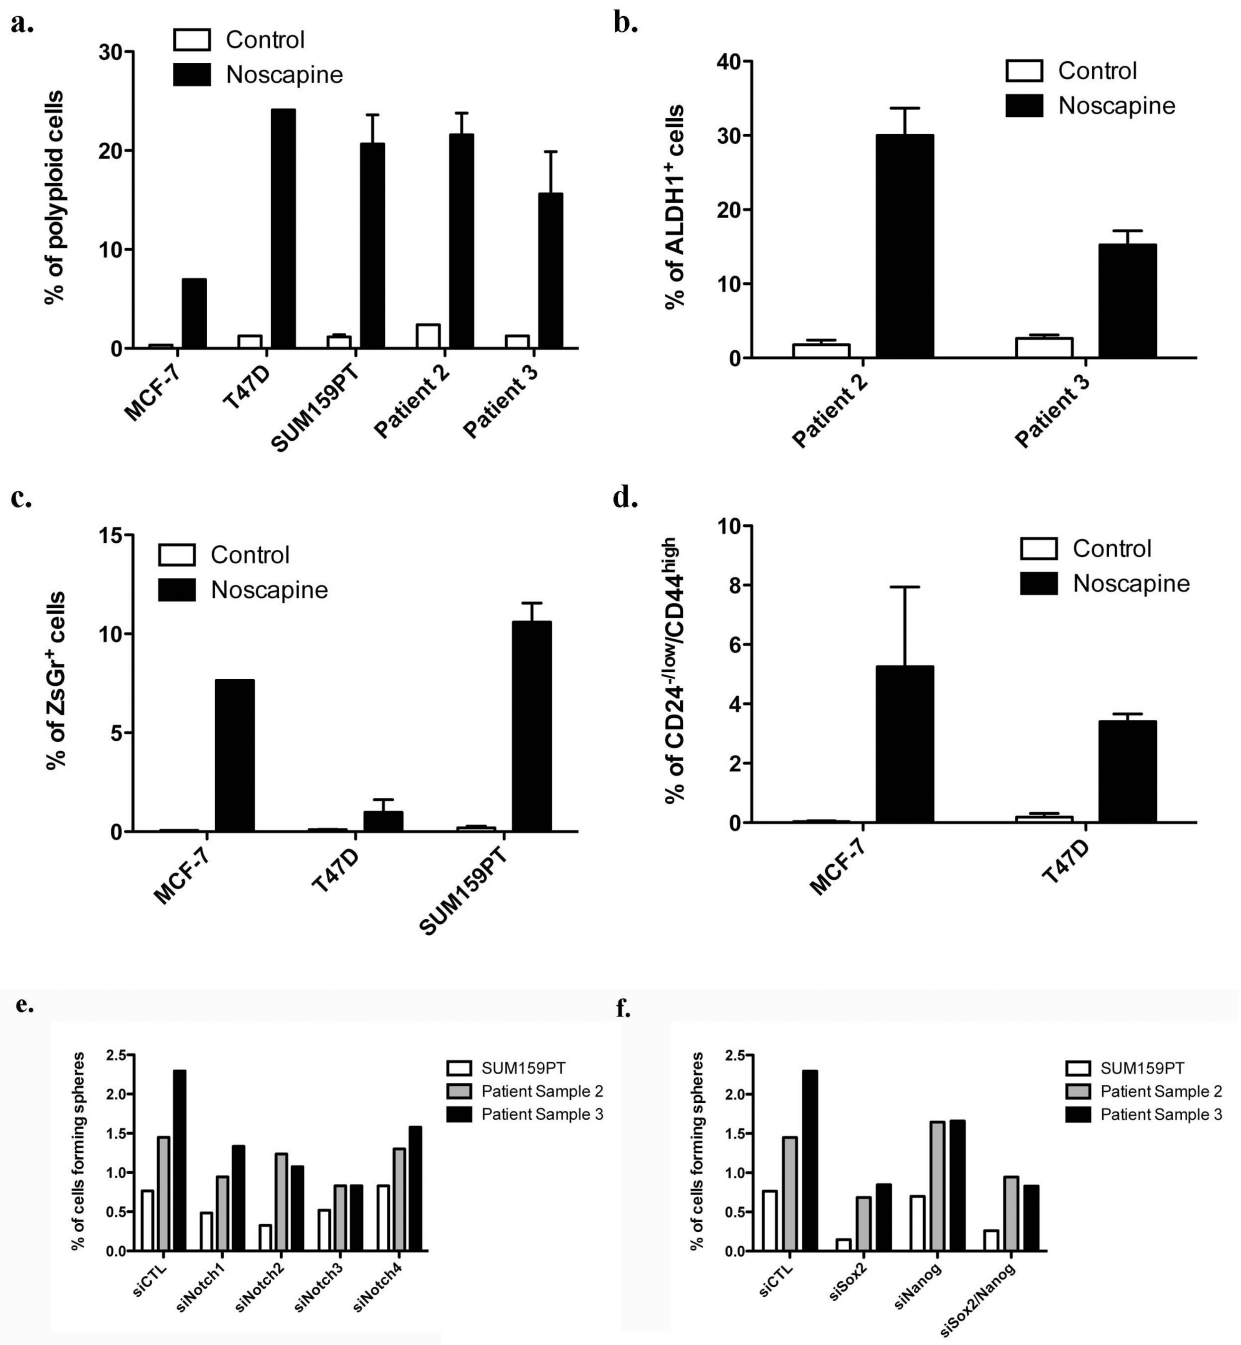 a.
Control
Noscapine
% of polyploid cells
30
20
10
0
MCF-7
T47D
SUM159PT
Patient 2
Patient 3
b.
Control
Noscapine
% of ALDH1⁺ cells
40
30
20
10
0
Patient 2
Patient 3
c.
Control
Noscapine
% of ZsGr⁺ cells
15
10
5
0
MCF-7
T47D
SUM159PT
d.
Control
Noscapine
% of CD24⁻/ˡᵒʷ/CD44ʰⁱᵍʰ
10
8
6
4
2
0
MCF-7
T47D
e.
% of cells forming spheres
2.5
2.0
1.5
1.0
0.5
0.0
SUM159PT
Patient Sample 2
Patient Sample 3
siCTL
siNotch1
siNotch2
siNotch3
siNotch4
f.
% of cells forming spheres
2.5
2.0
1.5
1.0
0.5
0.0
SUM159PT
Patient Sample 2
Patient Sample 3
siCTL
siSox2
siNanog
siSox2/Nanog